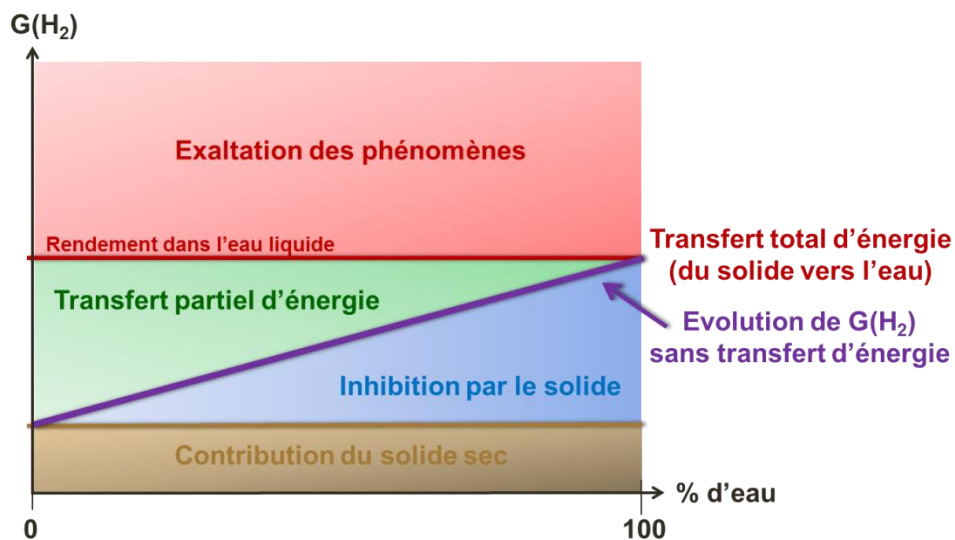 G(H₂)
Exaltation des phénomènes
Rendement dans l'eau liquide
Transfert total d'énergie
(du solide vers l'eau)
Transfert partiel d'énergie
Evolution de G(H₂)
sans transfert d'énergie
Inhibition par le solide
Contribution du solide sec
% d'eau
0
100